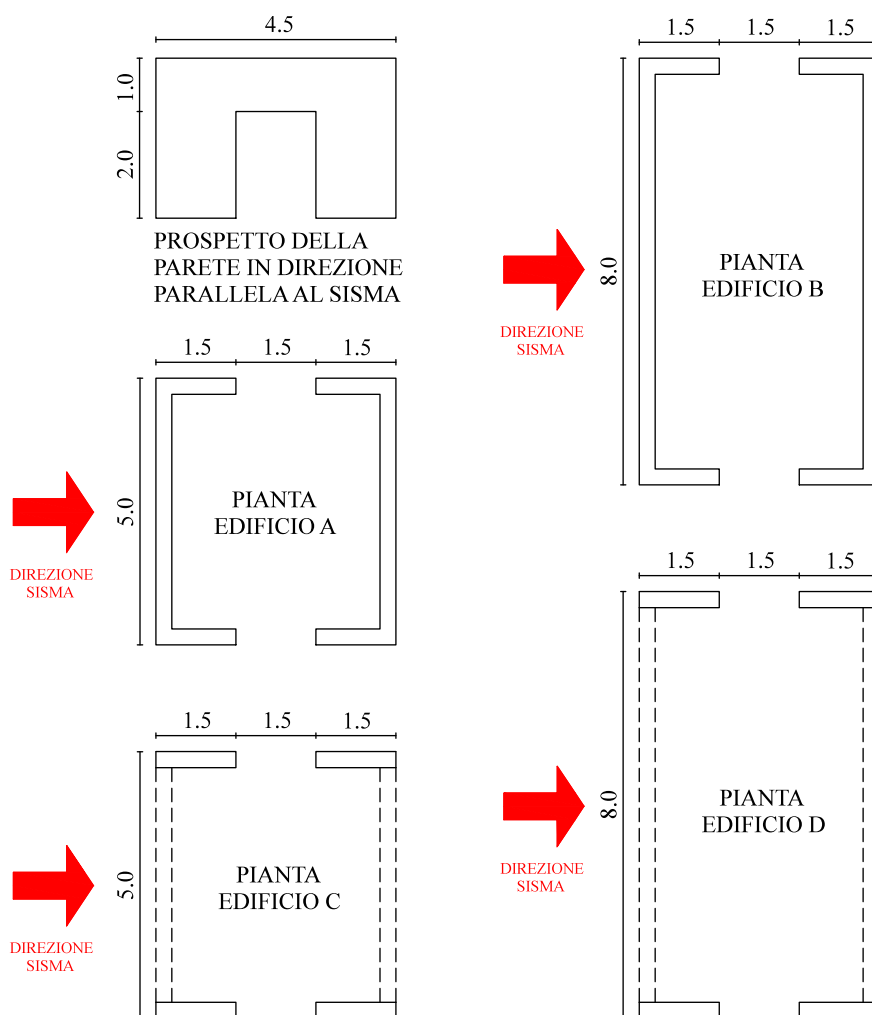 4.5
1.0
2.0
PROSPETTO DELLA
PARETE IN DIREZIONE
PARALLELA AL SISMA
1.5 1.5 1.5
5.0
PIANTA
EDIFICIO A
DIREZIONE
SISMA
1.5 1.5 1.5
5.0
PIANTA
EDIFICIO C
DIREZIONE
SISMA
1.5 1.5 1.5
8.0
PIANTA
EDIFICIO B
DIREZIONE
SISMA
1.5 1.5 1.5
8.0
PIANTA
EDIFICIO D
DIREZIONE
SISMA